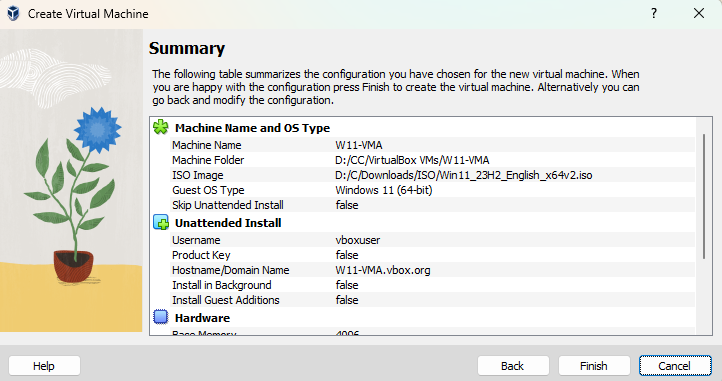 Create Virtual Machine
Summary
The following table summarizes the configuration you have chosen for the new virtual machine. When
you are happy with the configuration press Finish to create the virtual machine. Alternatively you can
go back and modify the configuration.
Machine Name and OS Type
Machine Name W11-VMA
Machine Folder D:/CC/VirtualBox VMs/W11-VMA
ISO Image D:/C/Downloads/ISO/Win11_23H2_English_x64v2.iso
Guest OS Type Windows 11 (64-bit)
Skip Unattended Install false
Unattended Install
Username vboxuser
Product Key false
Hostname/Domain Name W11-VMA.vbox.org
Install in Background false
Install Guest Additions false
Hardware
Base Memory 4096
Help Back Finish Cancel